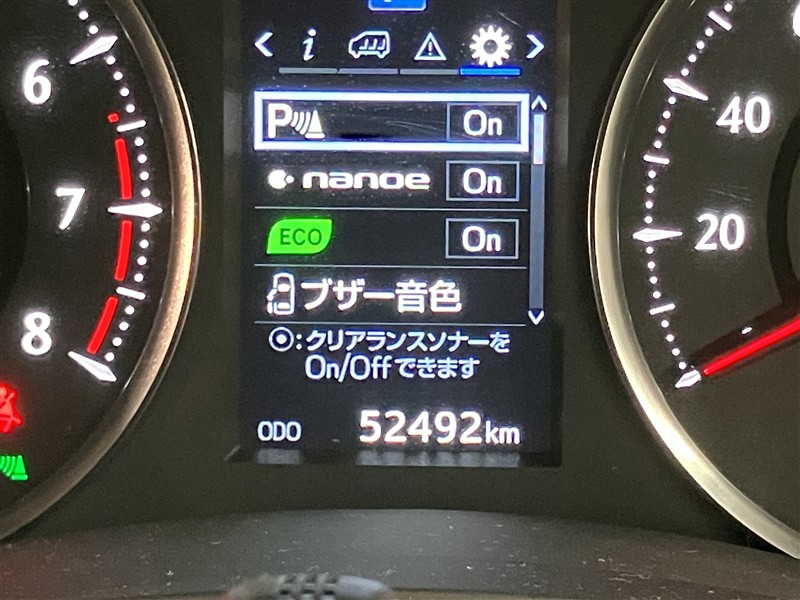 6
7
8
40
20
P On
nanoe On
ECO On
ブザー音色
⦿:クリアランスソナーを
On/Offできます
ODO 52492km